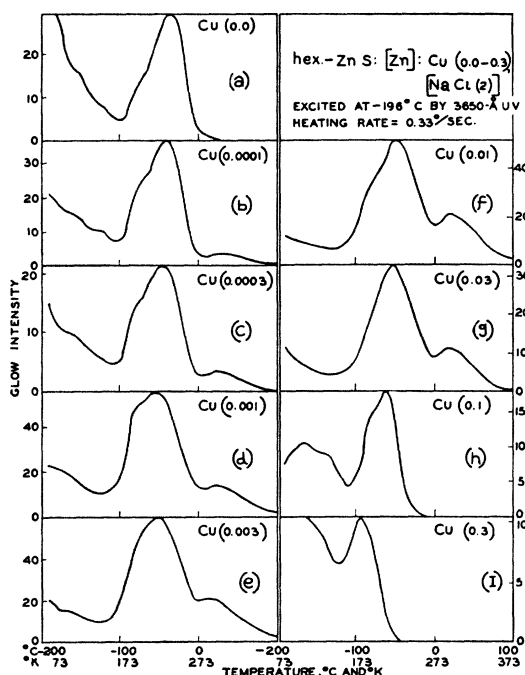 Cu (0.0)
30
20
10
0
(a)
hex.-Zn S: [Zn]: Cu (0.0-0.3),
[Na Cl (2)]
EXCITED AT -196° C BY 3650-Å UV
HEATING RATE = 0.33°/SEC.
Cu (0.0001)
30
20
10
0
(b)
Cu (0.01)
40
20
0
(f)
Cu (0.0003)
20
10
0
(c)
Cu (0.03)
30
20
10
0
(g)
Cu (0.001)
40
20
0
(d)
Cu (0.1)
15
10
5
0
(h)
Cu (0.003)
40
20
0
(e)
Cu (0.3)
10
5
0
(I)
GLOW INTENSITY
°C -200 -100 0 -200 -100 0 100
°K 73 173 273 73 173 273 373
TEMPERATURE, °C AND °K